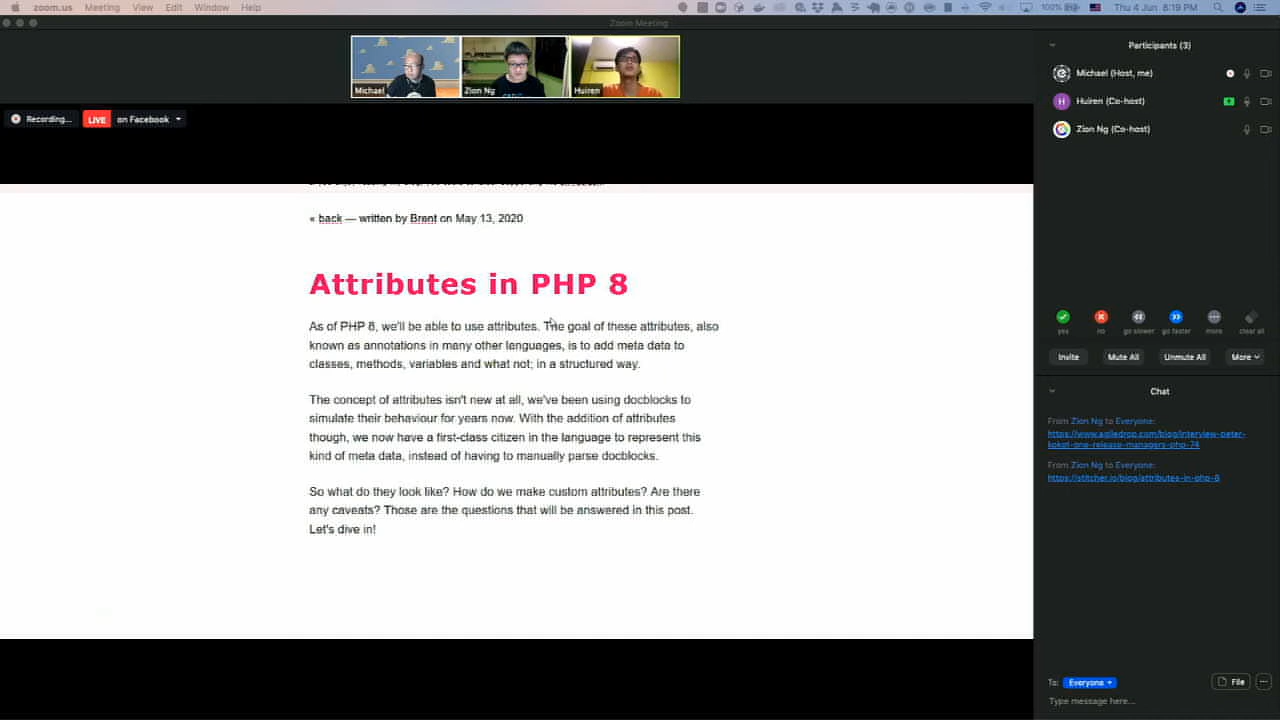 zoom.us Meeting View Edit Window Help
100% Thu 4 Jun 8:19 PM
Zoom Meeting
Michael
Zion Ng
Huiren
Recording...
LIVE on Facebook
« back — written by Brent on May 13, 2020
Attributes in PHP 8
As of PHP 8, we'll be able to use attributes. The goal of these attributes, also
known as annotations in many other languages, is to add meta data to
classes, methods, variables and what not; in a structured way.
The concept of attributes isn't new at all, we've been using docblocks to
simulate their behaviour for years now. With the addition of attributes
though, we now have a first-class citizen in the language to represent this
kind of meta data, instead of having to manually parse docblocks.
So what do they look like? How do we make custom attributes? Are there
any caveats? Those are the questions that will be answered in this post.
Let's dive in!
Participants (3)
Michael (Host, me)
H Huiren (Co-host)
Zion Ng (Co-host)
yes no go slower go faster more clear all
Invite Mute All Unmute All More
Chat
From Zion Ng to Everyone:
https://www.agiledrop.com/blog/interview-peter-
kokot-one-release-managers-php-74
From Zion Ng to Everyone:
https://stitcher.io/blog/attributes-in-php-8
To: Everyone File
Type message here...